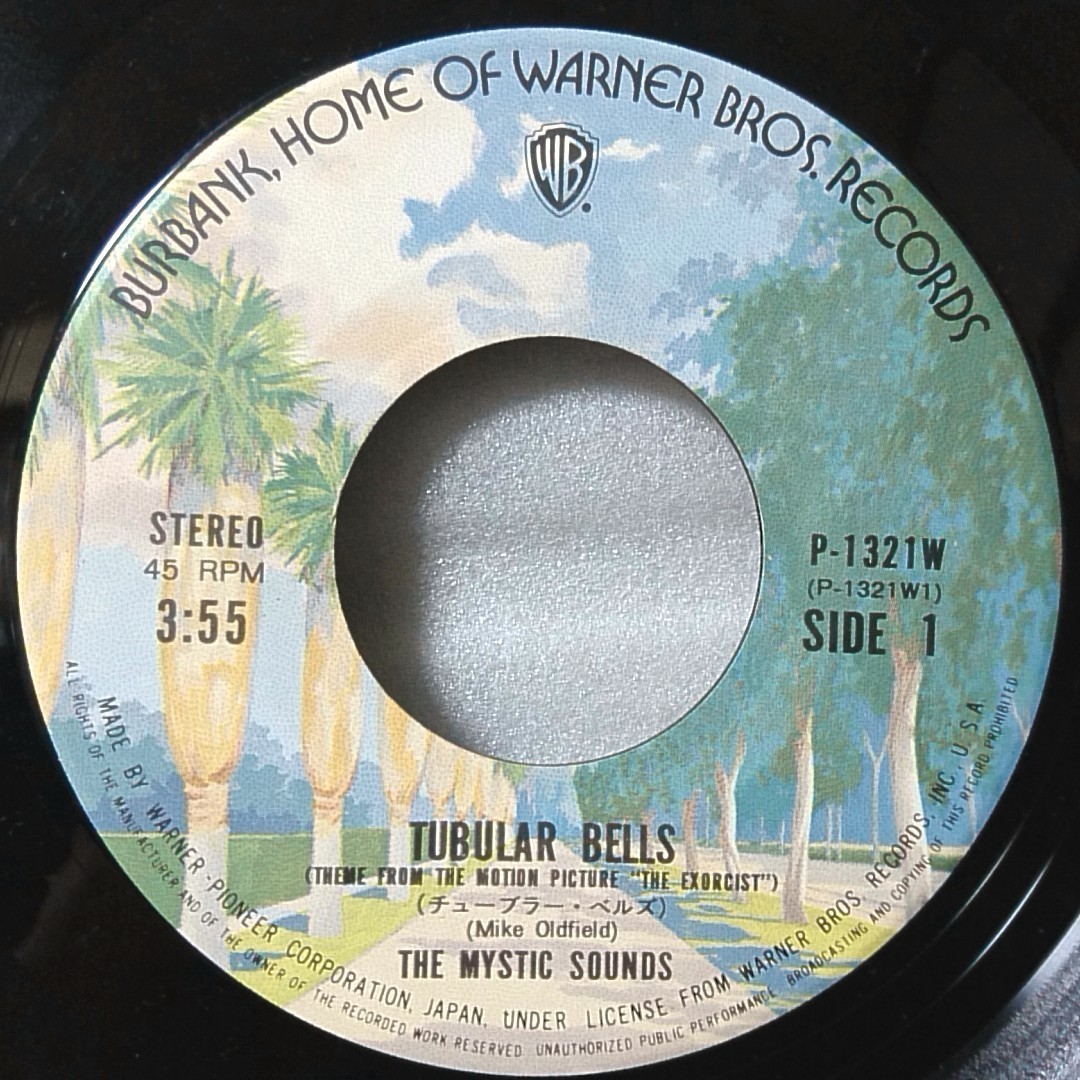 BURBANK, HOME OF WARNER BROS. RECORDS
WB
STEREO
45 RPM
3:55
P-1321W
(P-1321W1)
SIDE 1
TUBULAR BELLS
(THEME FROM THE MOTION PICTURE "THE EXORCIST")
(チューブラー・ベルズ)
(Mike Oldfield)
THE MYSTIC SOUNDS
MADE BY WARNER-PIONEER CORPORATION, JAPAN, UNDER LICENSE FROM WARNER BROS. RECORDS, INC., U.S.A.
ALL RIGHTS OF THE MANUFACTURER AND OF THE OWNER OF THE RECORDED WORK RESERVED. UNAUTHORIZED PUBLIC PERFORMANCE BROADCASTING AND COPYING OF THIS RECORD PROHIBITED